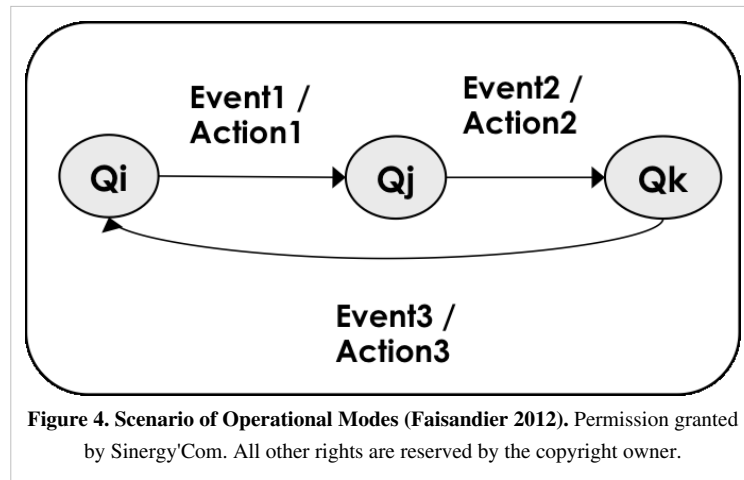 Event1 /
Action1
Event2 /
Action2
Qi
Qj
Qk
Event3 /
Action3
Figure 4. Scenario of Operational Modes (Faisandier 2012). Permission granted
by Sinergy'Com. All other rights are reserved by the copyright owner.